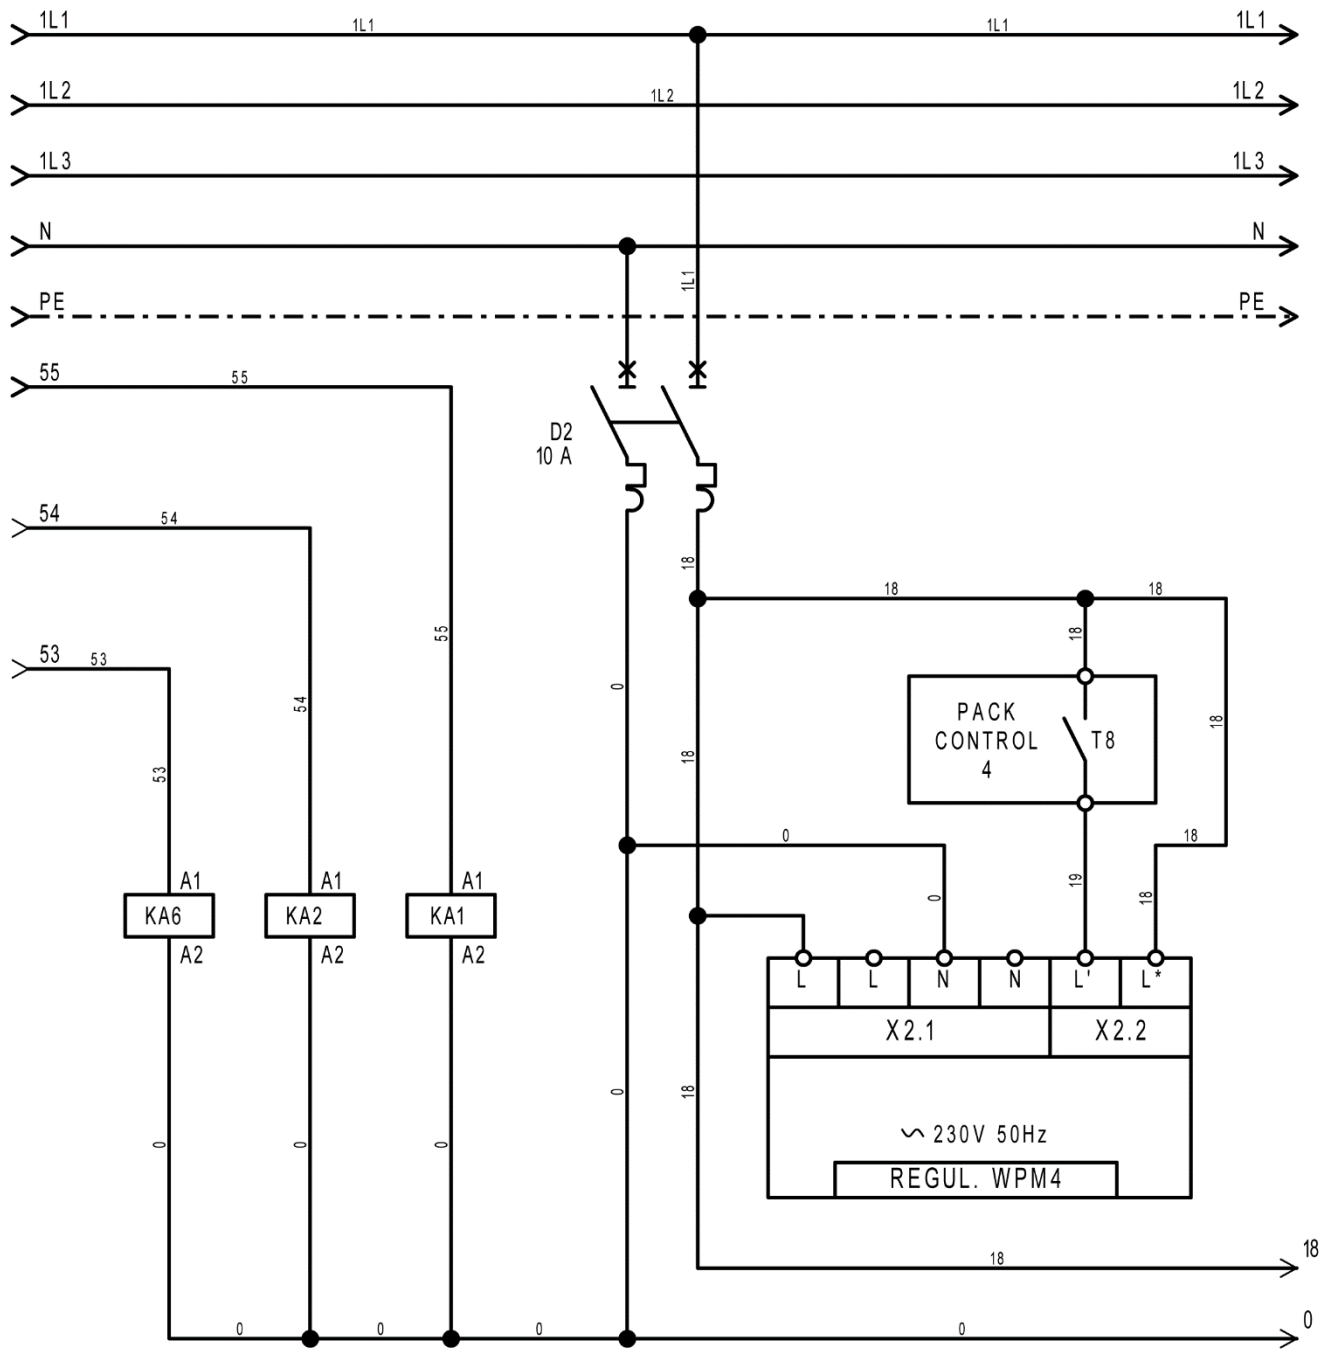 1L1 1L1 1L1 1L1
1L2 1L2 1L2
1L3 1L3
N N
1L1
PE PE
55 55
D2
10 A
54 54
18
18 18
55
18
53 53
0
54
PACK
CONTROL
4
T8
18
53
18
0
18
19
0
18
A1 A1 A1
KA6 KA2 KA1
A2 A2 A2
L L N N L' L*
X2.1 X2.2
0
18
230V 50Hz
0 0 0
REGUL. WPM4
18 18
0 0 0 0 0